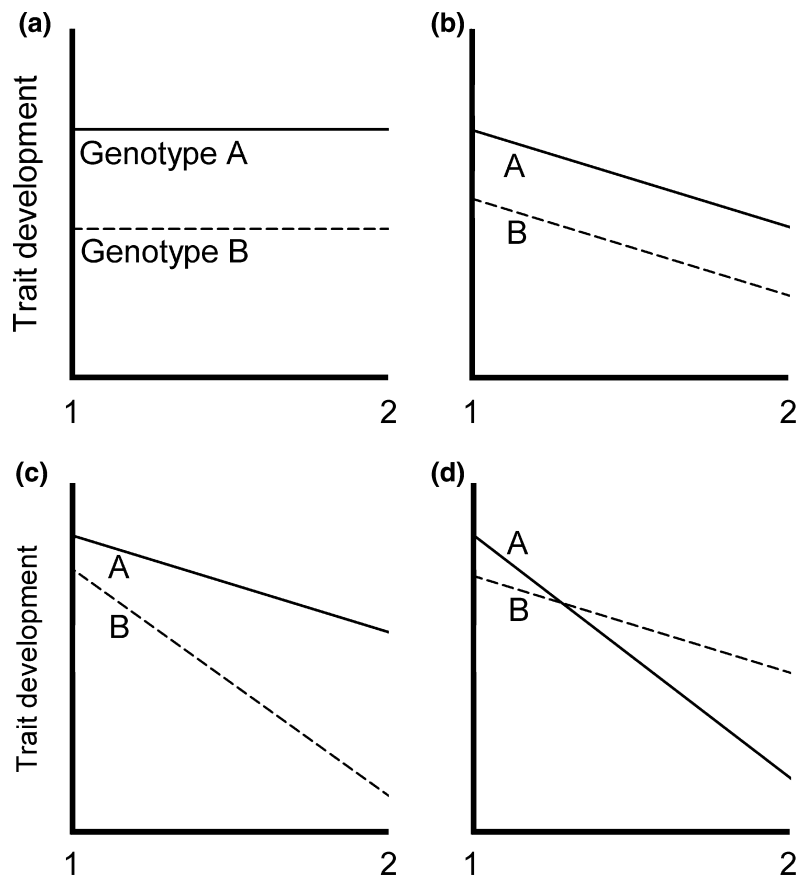 (a)
Trait development
Genotype A
Genotype B
1 2
(b)
A
B
1 2
(c)
Trait development
A
B
1 2
(d)
A
B
1 2